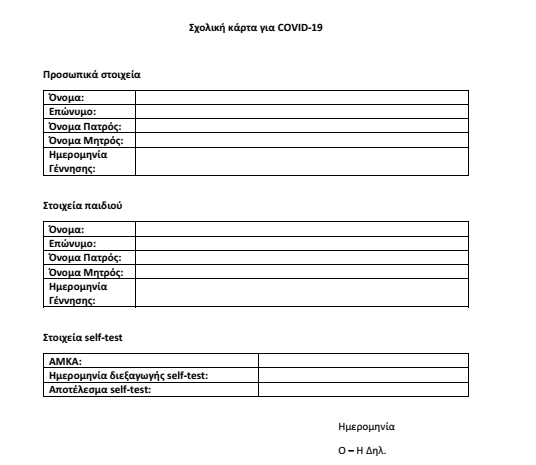 Σχολική κάρτα για COVID-19
Προσωπικά στοιχεία
Όνομα:
Επώνυμο:
Όνομα Πατρός:
Όνομα Μητρός:
Ημερομηνία
Γέννησης:
Στοιχεία παιδιού
Όνομα:
Επώνυμο:
Όνομα Πατρός:
Όνομα Μητρός:
Ημερομηνία
Γέννησης:
Στοιχεία self-test
ΑΜΚΑ:
Ημερομηνία διεξαγωγής self-test:
Αποτέλεσμα self-test:
Ημερομηνία
Ο – Η Δηλ.